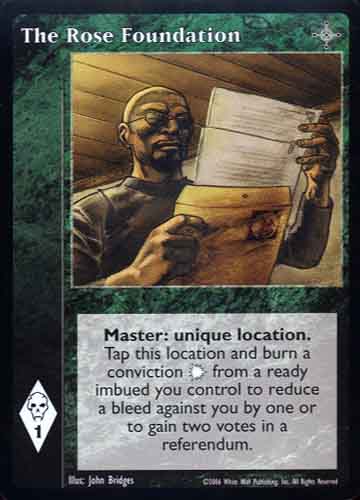 The Rose Foundation
Master: unique location.
Tap this location and burn a
conviction from a ready
imbued you control to reduce
a bleed against you by one or
to gain two votes in a
referendum.
1
Illus: John Bridges
©2006 White Wolf Publishing, Inc. All Rights Reserved.